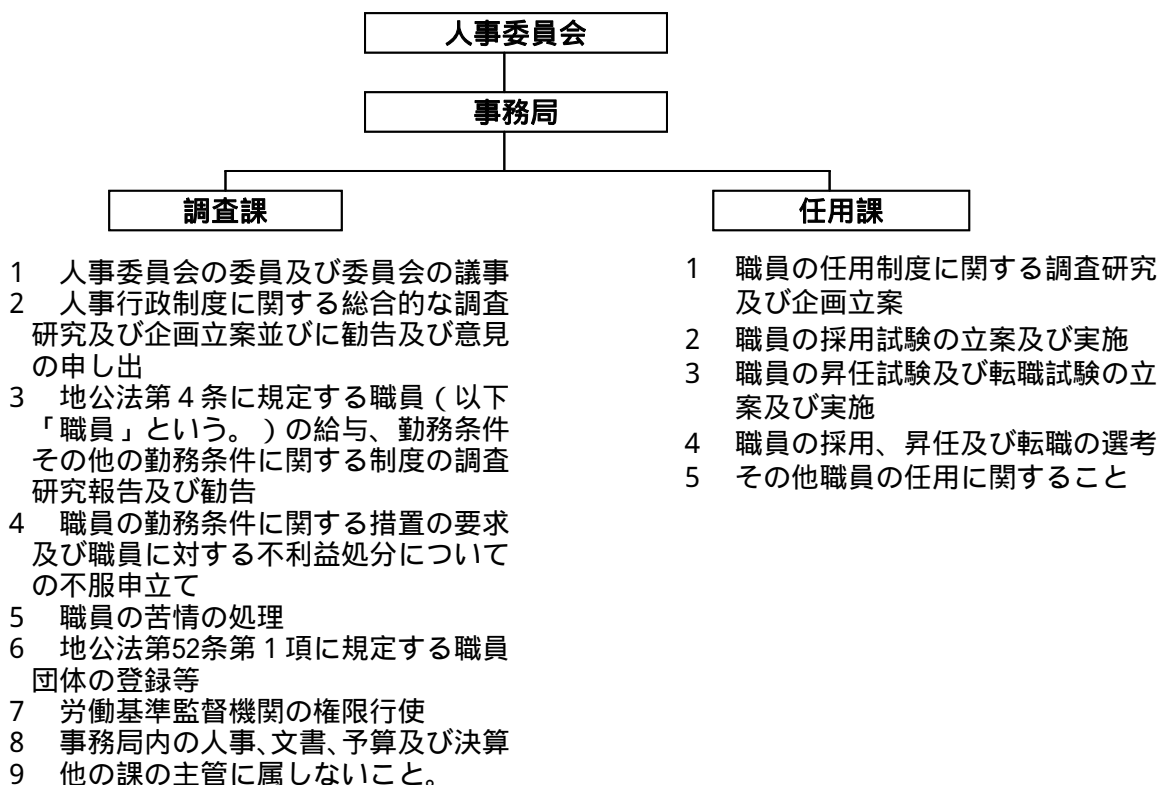 人事委員会
事務局
調査課
1　人事委員会の委員及び委員会の議事
2　人事行政制度に関する総合的な調査
研究及び企画立案並びに勧告及び意見
の申し出
3　地公法第４条に規定する職員（以下
「職員」という。）の給与、勤務条件
その他の勤務条件に関する制度の調査
研究報告及び勧告
4　職員の勤務条件に関する措置の要求
及び職員に対する不利益処分について
の不服申立て
5　職員の苦情の処理
6　地公法第52条第１項に規定する職員
団体の登録等
7　労働基準監督機関の権限行使
8　事務局内の人事、文書、予算及び決算
9　他の課の主管に属しないこと。
任用課
1　職員の任用制度に関する調査研究
及び企画立案
2　職員の採用試験の立案及び実施
3　職員の昇任試験及び転職試験の立
案及び実施
4　職員の採用、昇任及び転職の選考
5　その他職員の任用に関すること